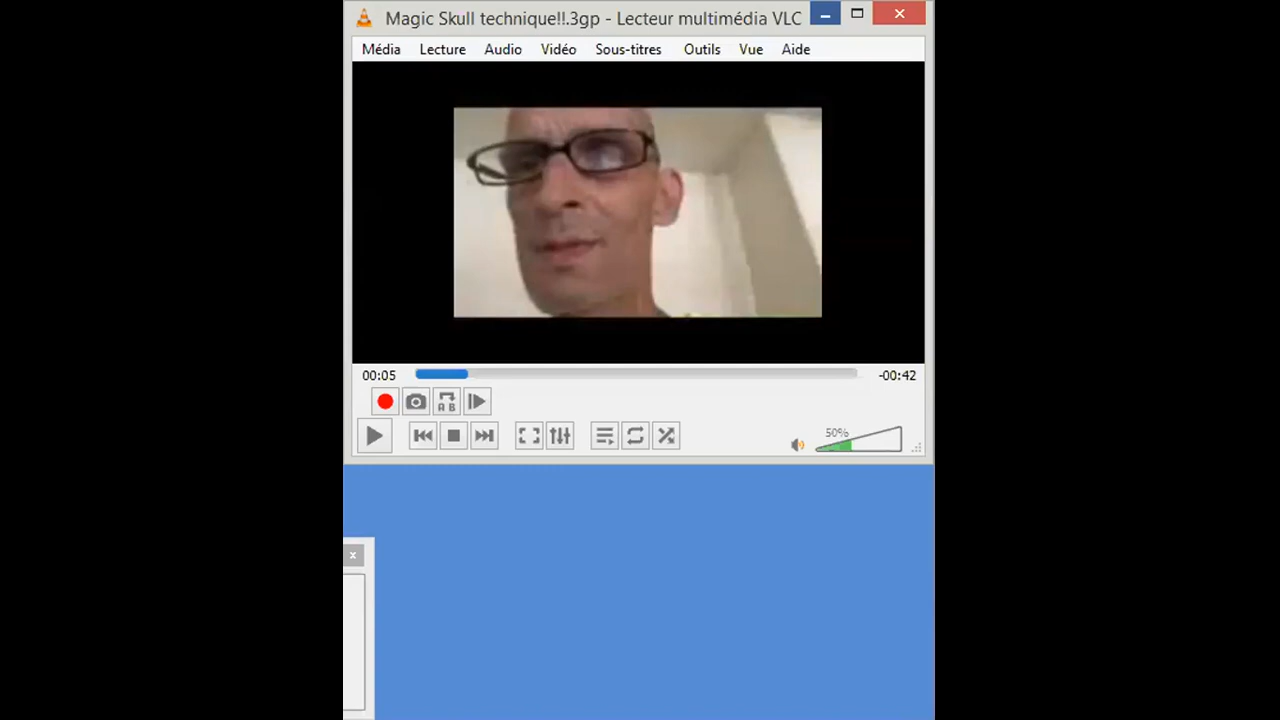 Magic Skull technique!!.3gp - Lecteur multimédia VLC
Média Lecture Audio Vidéo Sous-titres Outils Vue Aide
00:05 -00:42
A B
50%